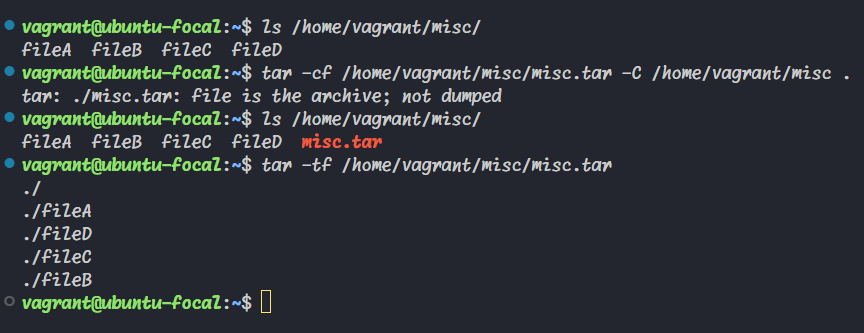 vagrant@ubuntu-focal:~$ ls /home/vagrant/misc/
fileA  fileB  fileC  fileD
vagrant@ubuntu-focal:~$ tar -cf /home/vagrant/misc/misc.tar -C /home/vagrant/misc .
tar: ./misc.tar: file is the archive; not dumped
vagrant@ubuntu-focal:~$ ls /home/vagrant/misc/
fileA  fileB  fileC  fileD  misc.tar
vagrant@ubuntu-focal:~$ tar -tf /home/vagrant/misc/misc.tar
./
./fileA
./fileD
./fileC
./fileB
vagrant@ubuntu-focal:~$